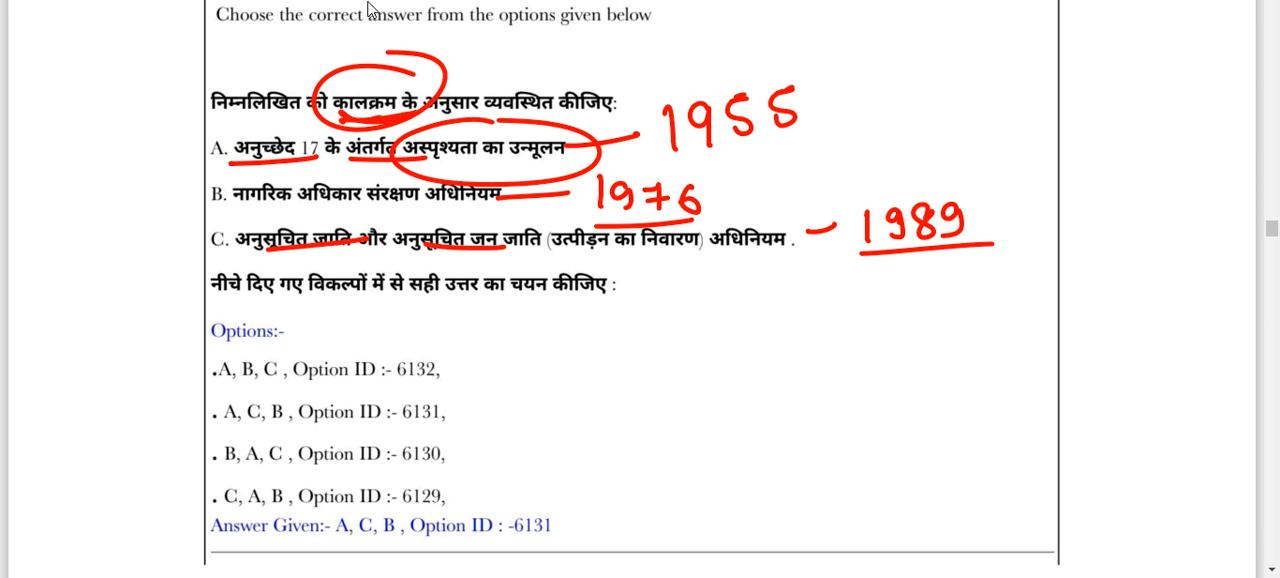 Choose the correct answer from the options given below
निम्नलिखित को कालक्रम के अनुसार व्यवस्थित कीजिए:
A. अनुच्छेद 17 के अंतर्गत अस्पृश्यता का उन्मूलन 1955
B. नागरिक अधिकार संरक्षण अधिनियम 1976
C. अनुसूचित जाति और अनुसूचित जन जाति (उत्पीड़न का निवारण) अधिनियम . - 1989
नीचे दिए गए विकल्पों में से सही उत्तर का चयन कीजिए :
Options:-
.A, B, C , Option ID :- 6132,
. A, C, B , Option ID :- 6131,
. B, A, C , Option ID :- 6130,
. C, A, B , Option ID :- 6129,
Answer Given:- A, C, B , Option ID : -6131